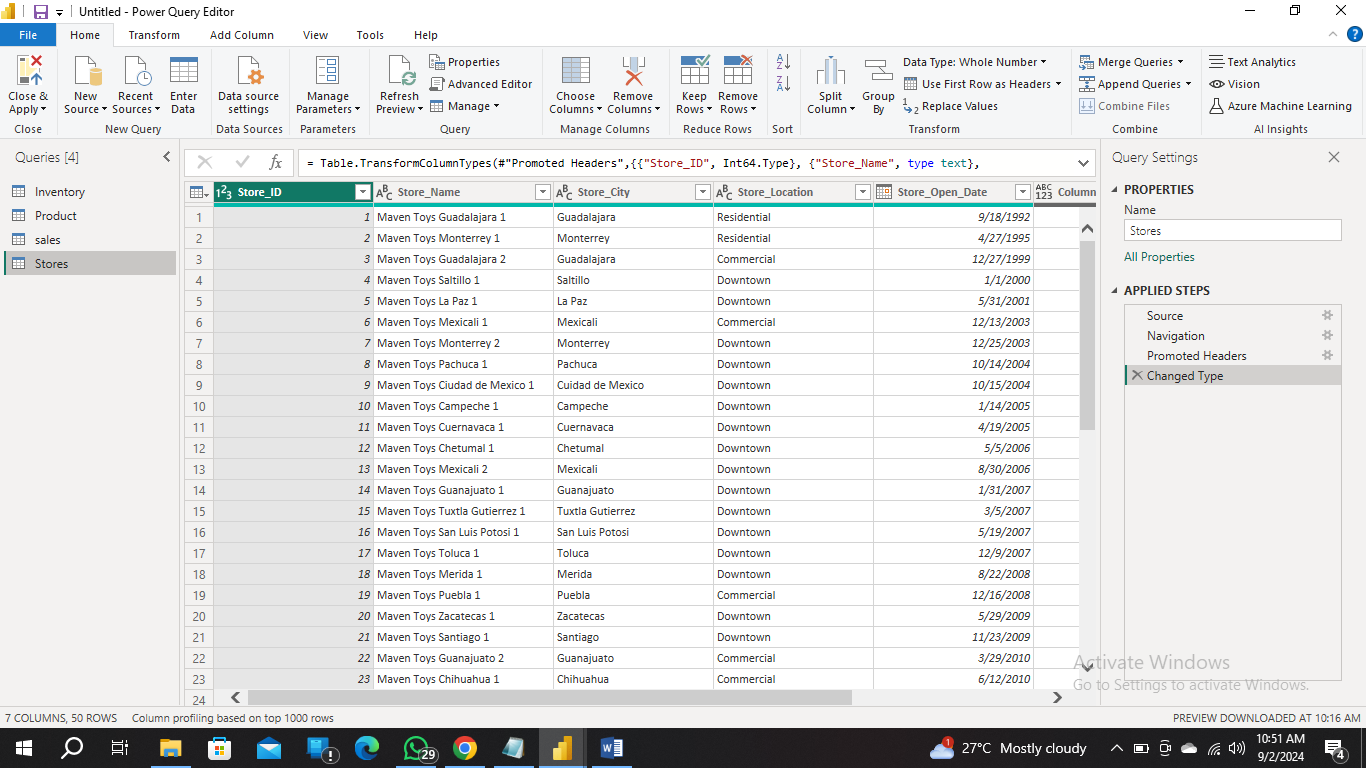 Untitled - Power Query Editor
File Home Transform Add Column View Tools Help
Close & Apply
Close
New Source
Recent Sources
Enter Data
New Query
Data source settings
Data Sources
Manage Parameters
Parameters
Refresh Preview
Properties
Advanced Editor
Manage
Query
Choose Columns
Remove Columns
Manage Columns
Keep Rows
Remove Rows
Reduce Rows
Sort
Split Column
Group By
Data Type: Whole Number
Use First Row as Headers
Replace Values
Transform
Merge Queries
Append Queries
Combine Files
Combine
Text Analytics
Vision
Azure Machine Learning
AI Insights
Queries [4]
Inventory
Product
sales
Stores
fx = Table.TransformColumnTypes(#"Promoted Headers",{{"Store_ID", Int64.Type}, {"Store_Name", type text},
Store_ID Store_Name Store_City Store_Location Store_Open_Date Column
1 1 Maven Toys Guadalajara 1 Guadalajara Residential 9/18/1992
2 2 Maven Toys Monterrey 1 Monterrey Residential 4/27/1995
3 3 Maven Toys Guadalajara 2 Guadalajara Commercial 12/27/1999
4 4 Maven Toys Saltillo 1 Saltillo Downtown 1/1/2000
5 5 Maven Toys La Paz 1 La Paz Downtown 5/31/2001
6 6 Maven Toys Mexicali 1 Mexicali Commercial 12/13/2003
7 7 Maven Toys Monterrey 2 Monterrey Downtown 12/25/2003
8 8 Maven Toys Pachuca 1 Pachuca Downtown 10/14/2004
9 9 Maven Toys Ciudad de Mexico 1 Cuidad de Mexico Downtown 10/15/2004
10 10 Maven Toys Campeche 1 Campeche Downtown 1/14/2005
11 11 Maven Toys Cuernavaca 1 Cuernavaca Downtown 4/19/2005
12 12 Maven Toys Chetumal 1 Chetumal Downtown 5/5/2006
13 13 Maven Toys Mexicali 2 Mexicali Downtown 8/30/2006
14 14 Maven Toys Guanajuato 1 Guanajuato Downtown 1/31/2007
15 15 Maven Toys Tuxtla Gutierrez 1 Tuxtla Gutierrez Downtown 3/5/2007
16 16 Maven Toys San Luis Potosi 1 San Luis Potosi Downtown 5/19/2007
17 17 Maven Toys Toluca 1 Toluca Downtown 12/9/2007
18 18 Maven Toys Merida 1 Merida Downtown 8/22/2008
19 19 Maven Toys Puebla 1 Puebla Commercial 12/16/2008
20 20 Maven Toys Zacatecas 1 Zacatecas Downtown 5/29/2009
21 21 Maven Toys Santiago 1 Santiago Downtown 11/23/2009
22 22 Maven Toys Guanajuato 2 Guanajuato Commercial 3/29/2010
23 23 Maven Toys Chihuahua 1 Chihuahua Commercial 6/12/2010
24
Query Settings
PROPERTIES
Name
Stores
All Properties
APPLIED STEPS
Source
Navigation
Promoted Headers
Changed Type
Activate Windows
Go to Settings to activate Windows.
7 COLUMNS, 50 ROWS Column profiling based on top 1000 rows PREVIEW DOWNLOADED AT 10:16 AM
29 1 27°C Mostly cloudy 10:51 AM
9/2/2024 4